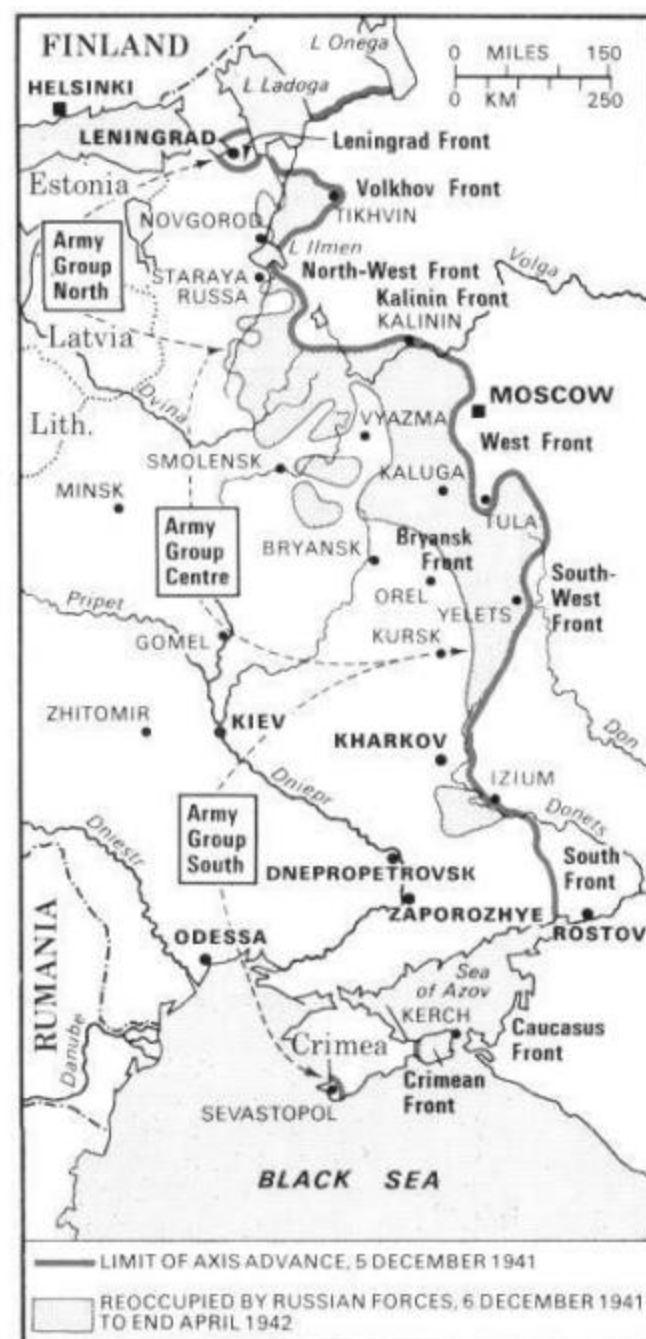 FINLAND
L Onega
0 MILES 150
0 KM 250
HELSINKI
L Ladoga
LENINGRAD
Leningrad Front
Estonia
Volkhov Front
TIKHVIN
NOVGOROD
Army
Group
North
L Ilmen
STARAYA
RUSSA
North-West Front
Volga
Kalinin Front
KALININ
Latvia
Dvina
MOSCOW
Lith.
VYAZMA
West Front
SMOLENSK
KALUGA
MINSK
TULA
Army
Group
Centre
BRYANSK
Bryansk
Front
OREL
YELETS
South-
West
Front
Pripet
GOMEL
KURSK
ZHITOMIR
KIEV
KHARKOV
Don
IZIUM
Dniepr
Donets
Army
Group
South
Dniestr
South
Front
DNEPROPETROVSK
ZAPOROZHYE
ROSTOV
RUMANIA
ODESSA
Sea
of Azov
KERCH
Caucasus
Front
Danube
Crimea
Crimean
Front
SEVASTOPOL
BLACK SEA
LIMIT OF AXIS ADVANCE, 5 DECEMBER 1941
REOCCUPIED BY RUSSIAN FORCES, 6 DECEMBER 1941
TO END APRIL 1942